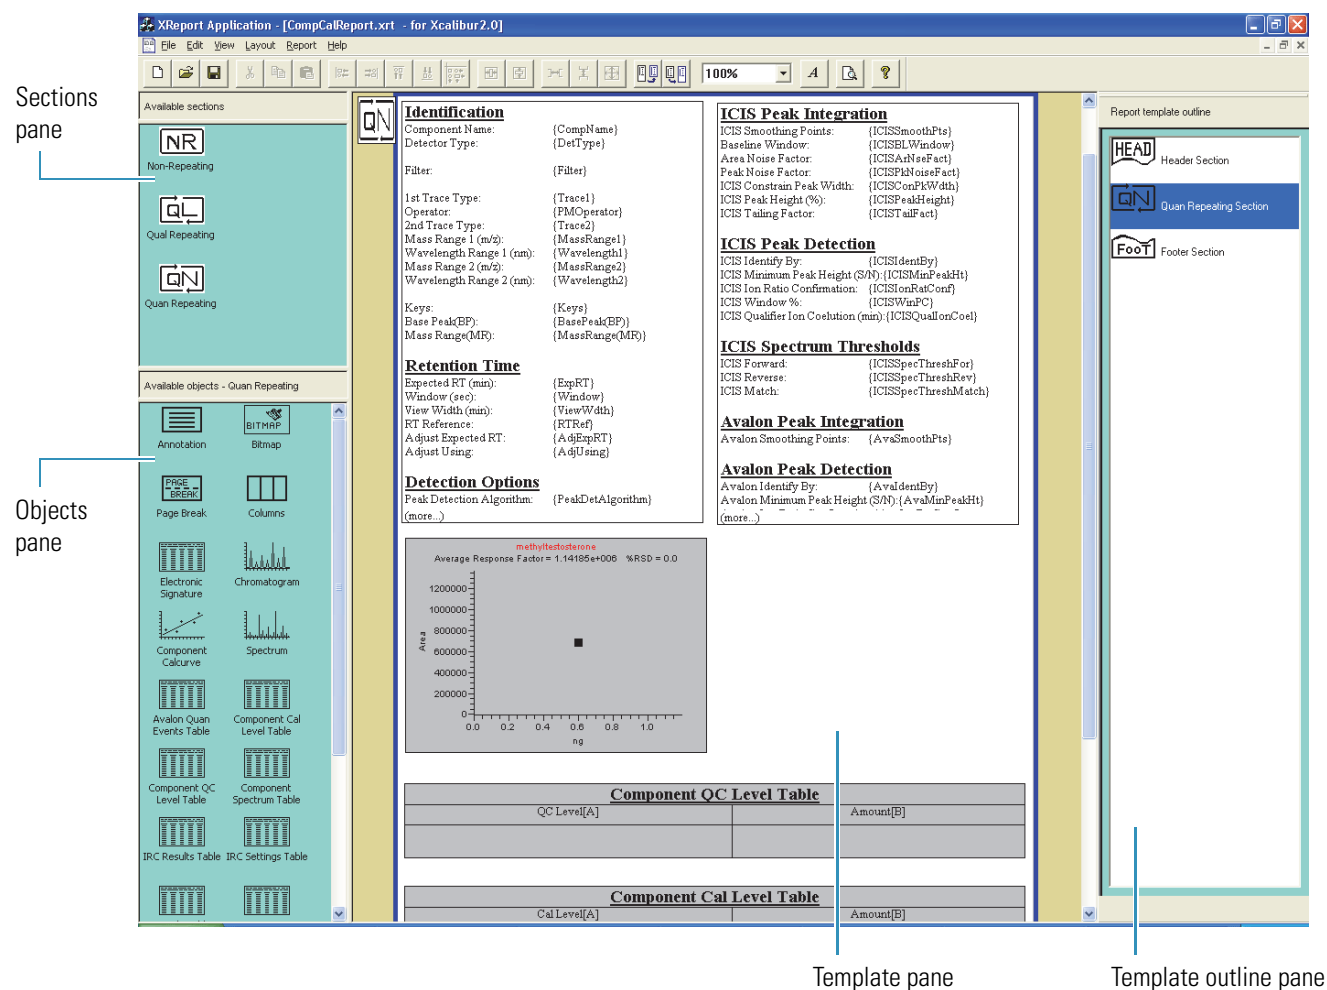 XReport Application - [CompCalReport.xrt - for Xcalibur2.0]
File Edit View Layout Report Help
100%
A
?
Sections
pane
Available sections
NR
Non-Repeating
QL
Qual Repeating
QN
Quan Repeating
Objects
pane
Available objects - Quan Repeating
Annotation
BITMAP
Bitmap
PAGE
BREAK
Page Break
Columns
Electronic
Signature
Chromatogram
Component
Calcurve
Spectrum
Avalon Quan
Events Table
Component Cal
Level Table
Component QC
Level Table
Component
Spectrum Table
IRC Results Table
IRC Settings Table
QN
Identification
Component Name: {CompName}
Detector Type: {DetType}
Filter: {Filter}
1st Trace Type: {Trace1}
Operator: {PMOperator}
2nd Trace Type: {Trace2}
Mass Range 1 (m/z): {MassRange1}
Wavelength Range 1 (nm): {Wavelength1}
Mass Range 2 (m/z): {MassRange2}
Wavelength Range 2 (nm): {Wavelength2}
Keys: {Keys}
Base Peak(BP): {BasePeak(BP)}
Mass Range(MR): {MassRange(MR)}
Retention Time
Expected RT (min): {ExpRT}
Window (sec): {Window}
View Width (min): {ViewWdth}
RT Reference: {RTRef}
Adjust Expected RT: {AdjExpRT}
Adjust Using: {AdjUsing}
Detection Options
Peak Detection Algorithm: {PeakDetAlgorithm}
(more...)
ICIS Peak Integration
ICIS Smoothing Points: {ICISSmoothPts}
Baseline Window: {ICISBLWindow}
Area Noise Factor: {ICISArNseFact}
Peak Noise Factor: {ICISPkNoiseFact}
ICIS Constrain Peak Width: {ICISConPkWdth}
ICIS Peak Height (%): {ICISPeakHeight}
ICIS Tailing Factor: {ICISTailFact}
ICIS Peak Detection
ICIS Identify By: {ICISIdentBy}
ICIS Minimum Peak Height (S/N):{ICISMinPeakHt}
ICIS Ion Ratio Confirmation: {ICISIonRatConf}
ICIS Window %: {ICISWinPC}
ICIS Qualifier Ion Coelution (min):{ICISQualIonCoel}
ICIS Spectrum Thresholds
ICIS Forward: {ICISSpecThreshFor}
ICIS Reverse: {ICISSpecThreshRev}
ICIS Match: {ICISSpecThreshMatch}
Avalon Peak Integration
Avalon Smoothing Points: {AvaSmoothPts}
Avalon Peak Detection
Avalon Identify By: {AvaIdentBy}
Avalon Minimum Peak Height (S/N):{AvaMinPeakHt}
(more...)
methyltestosterone
Average Response Factor = 1.14185e+006 %RSD = 0.0
1200000
1000000
800000
600000
400000
200000
0
Area
0.0 0.2 0.4 0.6 0.8 1.0
ng
Component QC Level Table
QC Level[A] Amount[B]
Component Cal Level Table
Cal Level[A] Amount[B]
Report template outline
HEAD
Header Section
QN
Quan Repeating Section
FOOT
Footer Section
Template pane
Template outline pane